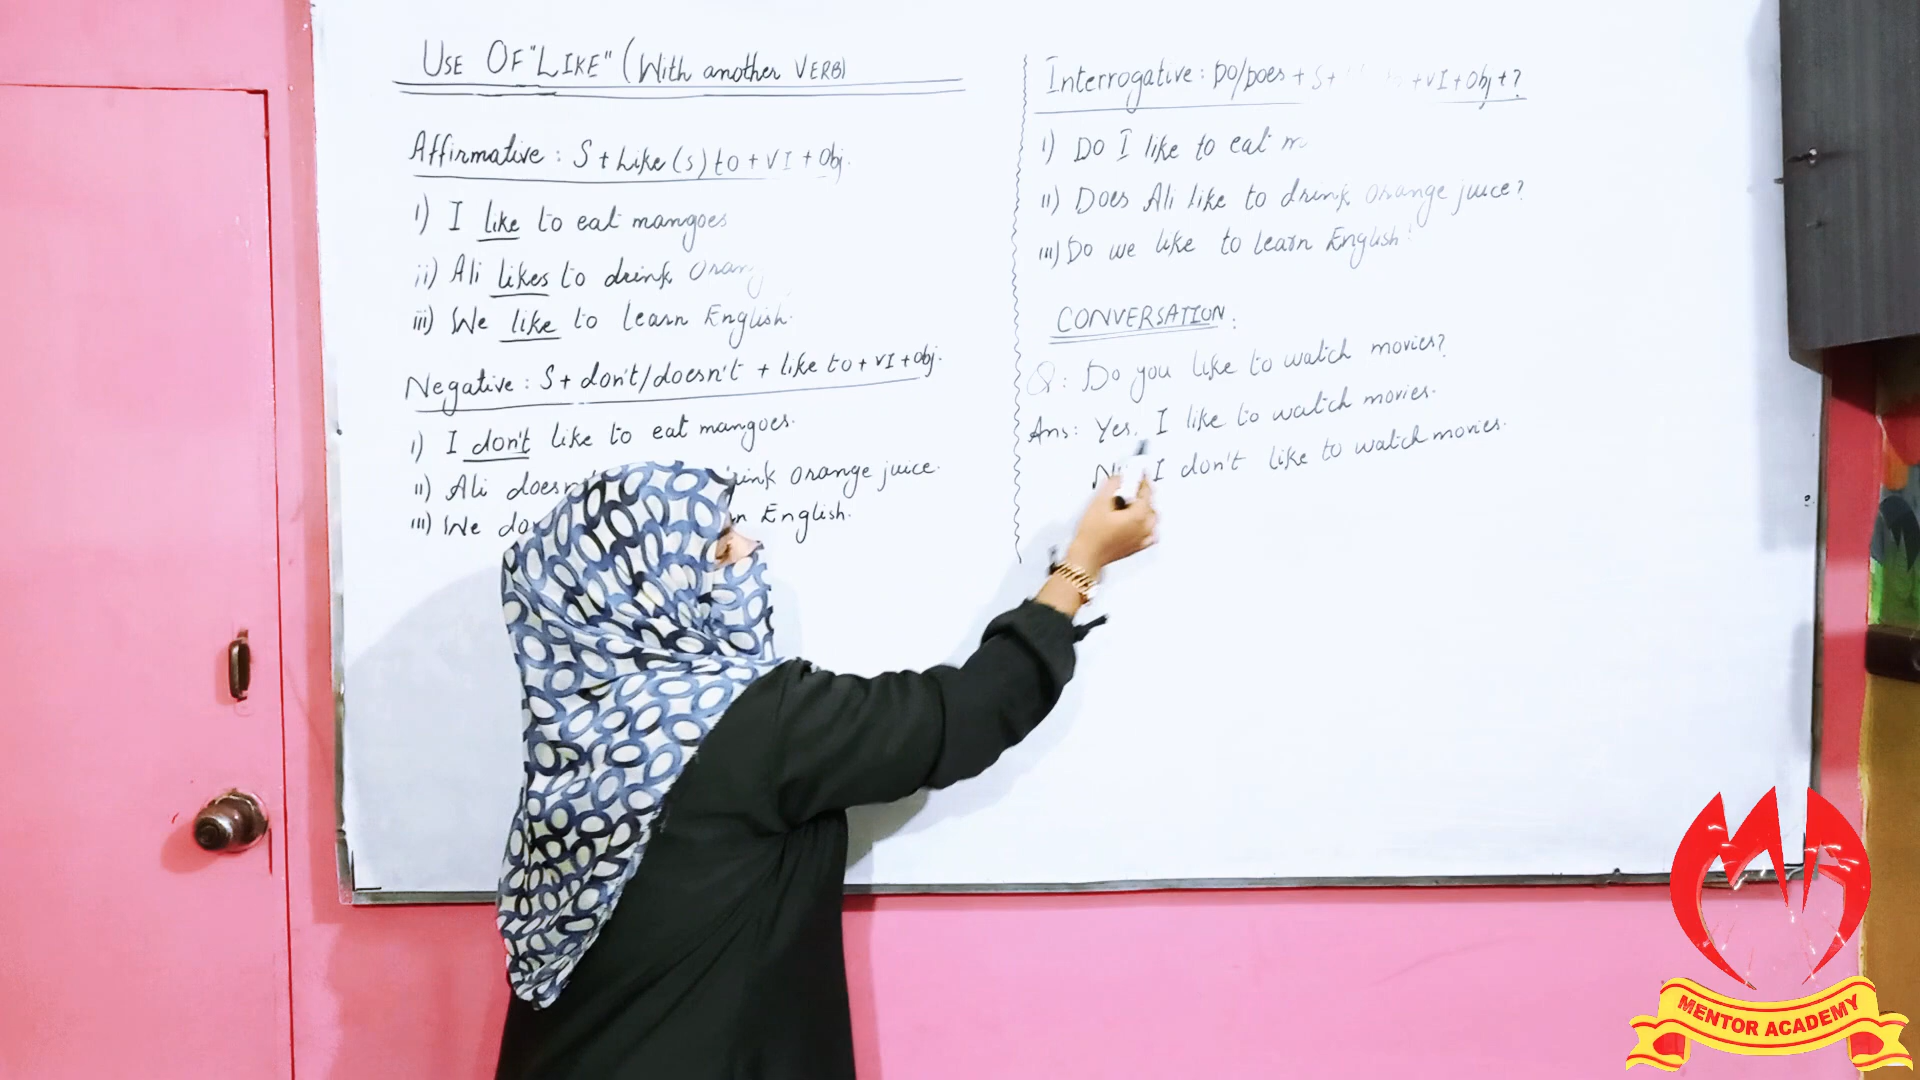 USE OF "LIKE" (With another VERB)
Affirmative : S + Like(s) to + V I + Obj.
i) I like to eat mangoes
ii) Ali likes to drink Orang
iii) We like to learn English.
Negative : S + don't/doesn't + like to + V I + Obj.
i) I don't like to eat mangoes.
ii) Ali doesn' drink orange juice.
iii) We do English.
Interrogative : Do/Does + S + + V I + Obj + ?
i) Do I like to eat m
ii) Does Ali like to drink orange juice?
iii) Do we like to learn English?
CONVERSATION :
Q : Do you like to watch movies?
Ans : Yes, I like to watch movies.
I don't like to watch movies.
MENTOR ACADEMY